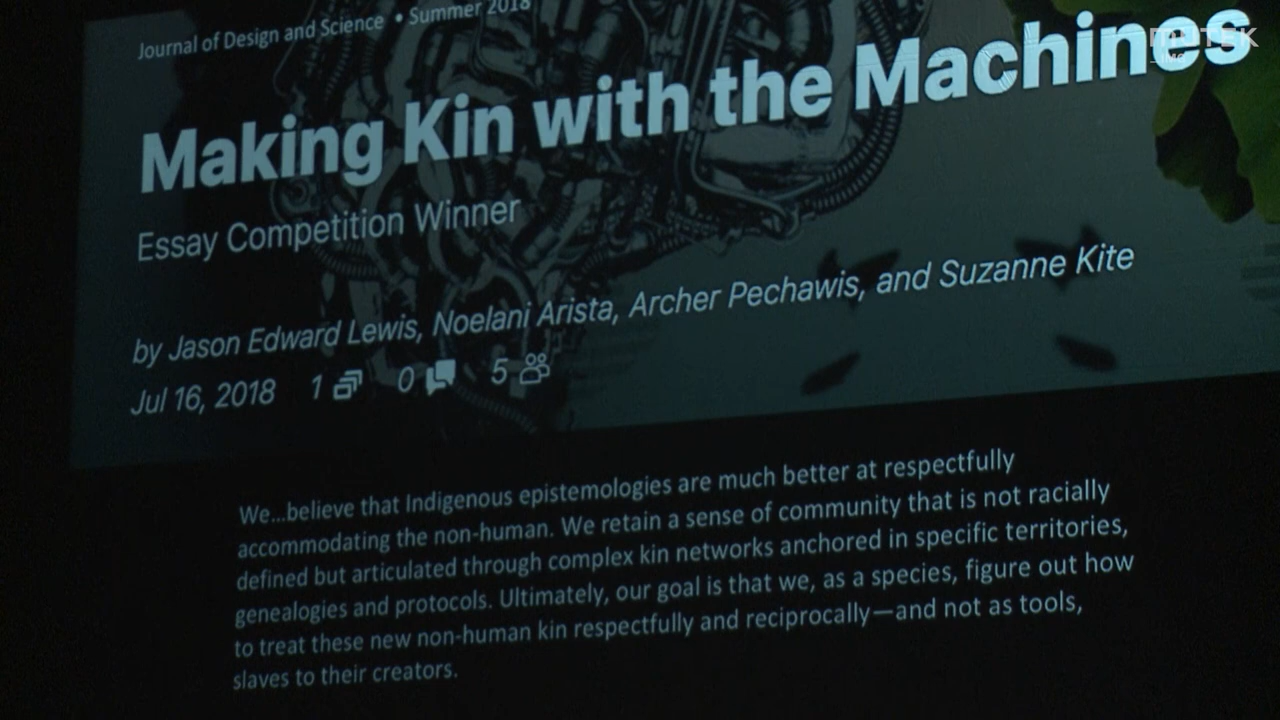 Journal of Design and Science • Summer 2018
Making Kin with the Machines
Essay Competition Winner
by Jason Edward Lewis, Noelani Arista, Archer Pechawis, and Suzanne Kite
Jul 16, 2018 1 0 5
We…believe that Indigenous epistemologies are much better at respectfully
accommodating the non-human. We retain a sense of community that is not racially
defined but articulated through complex kin networks anchored in specific territories,
genealogies and protocols. Ultimately, our goal is that we, as a species, figure out how
to treat these new non-human kin respectfully and reciprocally—and not as tools,
slaves to their creators.